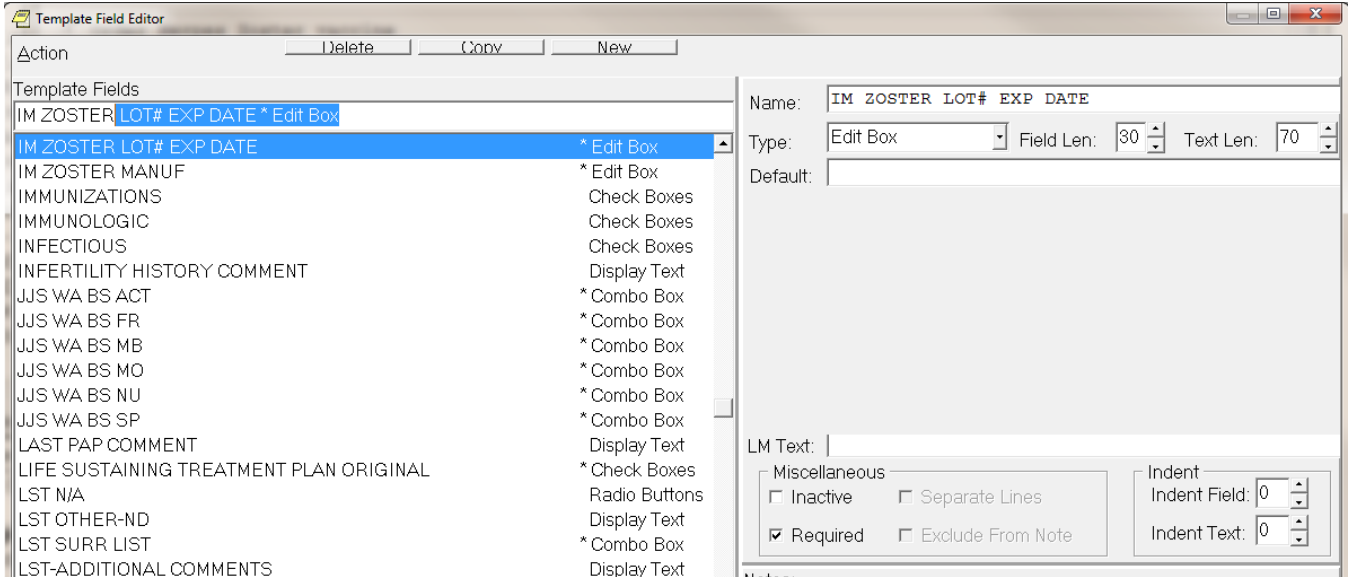 Template Field Editor
Action
Delete
Copy
New
Template Fields
IM ZOSTER LOT# EXP DATE * Edit Box
IM ZOSTER LOT# EXP DATE * Edit Box
IM ZOSTER MANUF * Edit Box
IMMUNIZATIONS Check Boxes
IMMUNOLOGIC Check Boxes
INFECTIOUS Check Boxes
INFERTILITY HISTORY COMMENT Display Text
JJS WA BS ACT * Combo Box
JJS WA BS FR * Combo Box
JJS WA BS MB * Combo Box
JJS WA BS MO * Combo Box
JJS WA BS NU * Combo Box
JJS WA BS SP * Combo Box
LAST PAP COMMENT Display Text
LIFE SUSTAINING TREATMENT PLAN ORIGINAL * Check Boxes
LST N/A Radio Buttons
LST OTHER-ND Display Text
LST SURR LIST * Combo Box
LST-ADDITIONAL COMMENTS Display Text
Name: IM ZOSTER LOT# EXP DATE
Type: Edit Box Field Len: 30 Text Len: 70
Default:
LM Text:
Miscellaneous
Inactive Separate Lines
Required Exclude From Note
Indent
Indent Field: 0
Indent Text: 0
Notes: